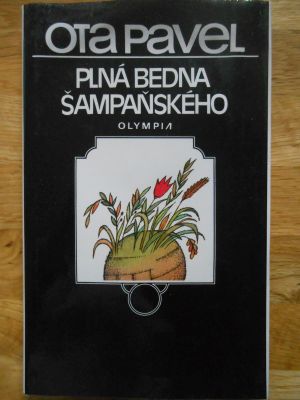 OTA PAVEL
PLNÁ BEDNA
ŠAMPAŇSKÉHO
OLYMPIA